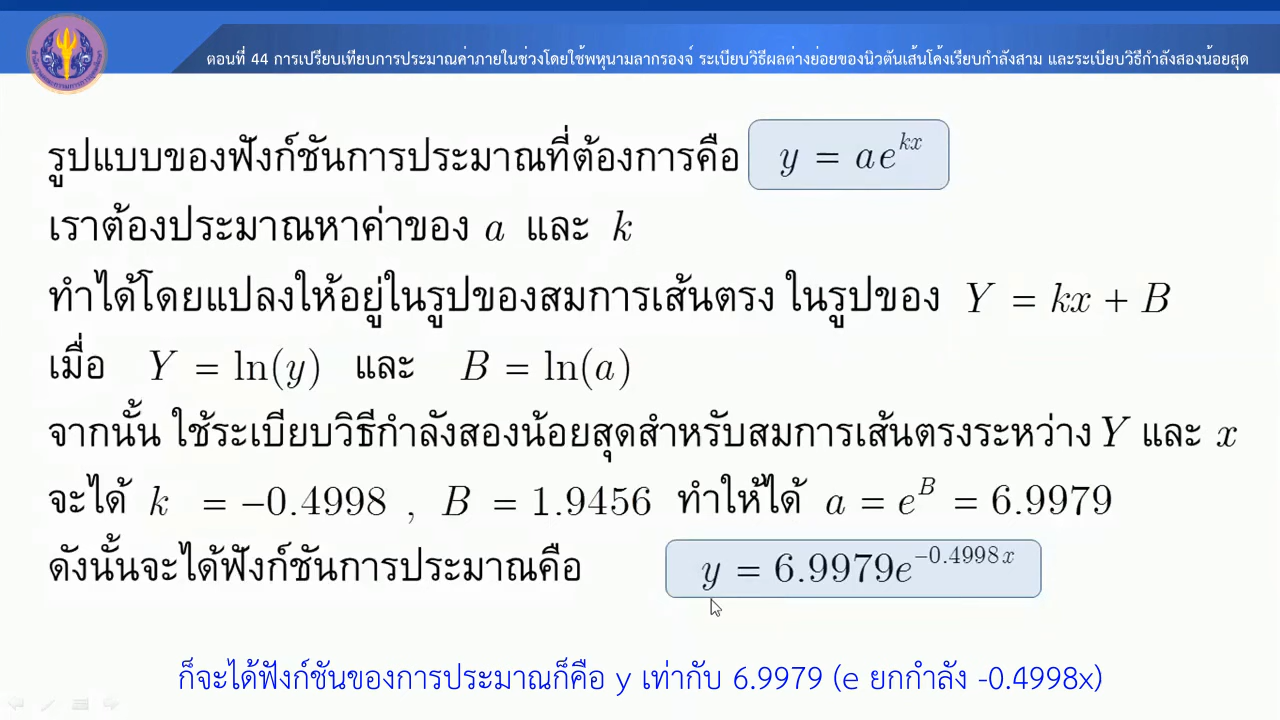 ตอนที่ 44 การเปรียบเทียบการประมาณค่าภายในช่วงโดยใช้พหุนามลากรองจ์ ระเบียบวิธีผลต่างย่อยของนิวตันเส้นโค้งเรียบกำลังสาม และระเบียบวิธีกำลังสองน้อยสุด
รูปแบบของฟังก์ชันการประมาณที่ต้องการคือ y = ae^{kx}
เราต้องประมาณหาค่าของ a และ k
ทำได้โดยแปลงให้อยู่ในรูปของสมการเส้นตรง ในรูปของ Y = kx + B
เมื่อ Y = ln(y) และ B = ln(a)
จากนั้น ใช้ระเบียบวิธีกำลังสองน้อยสุดสำหรับสมการเส้นตรงระหว่าง Y และ x
จะได้ k = −0.4998 , B = 1.9456 ทำให้ได้ a = e^{B} = 6.9979
ดังนั้นจะได้ฟังก์ชันการประมาณคือ y = 6.9979e^{−0.4998x}
ก็จะได้ฟังก์ชันของการประมาณก็คือ y เท่ากับ 6.9979 (e ยกกำลัง -0.4998x)